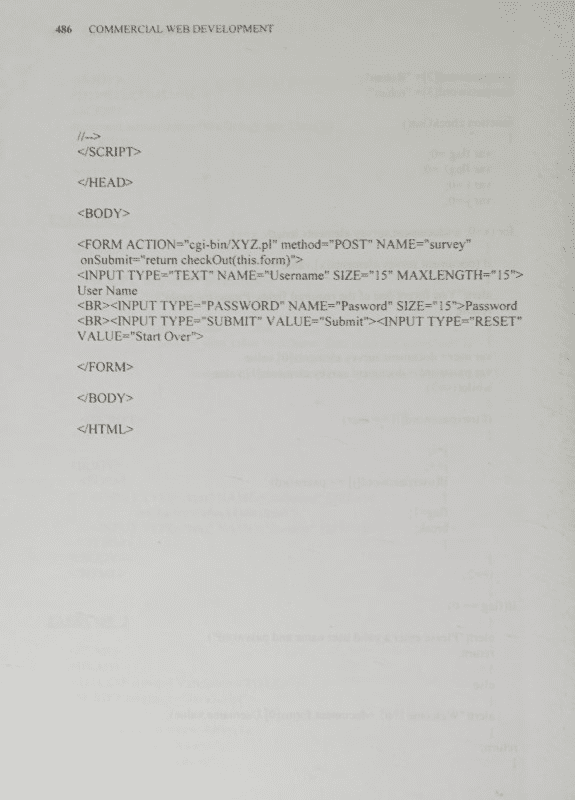 486 COMMERCIAL WEB DEVELOPMENT
//-->
</SCRIPT>
</HEAD>
<BODY>
<FORM ACTION="cgi-bin/XYZ.pl" method="POST" NAME="survey"
onSubmit="return checkOut(this.form)">
<INPUT TYPE="TEXT" NAME="Username" SIZE="15" MAXLENGTH="15">
User Name
<BR><INPUT TYPE="PASSWORD" NAME="Pasword" SIZE="15">Password
<BR><INPUT TYPE="SUBMIT" VALUE="Submit"><INPUT TYPE="RESET"
VALUE="Start Over">
</FORM>
</BODY>
</HTML>